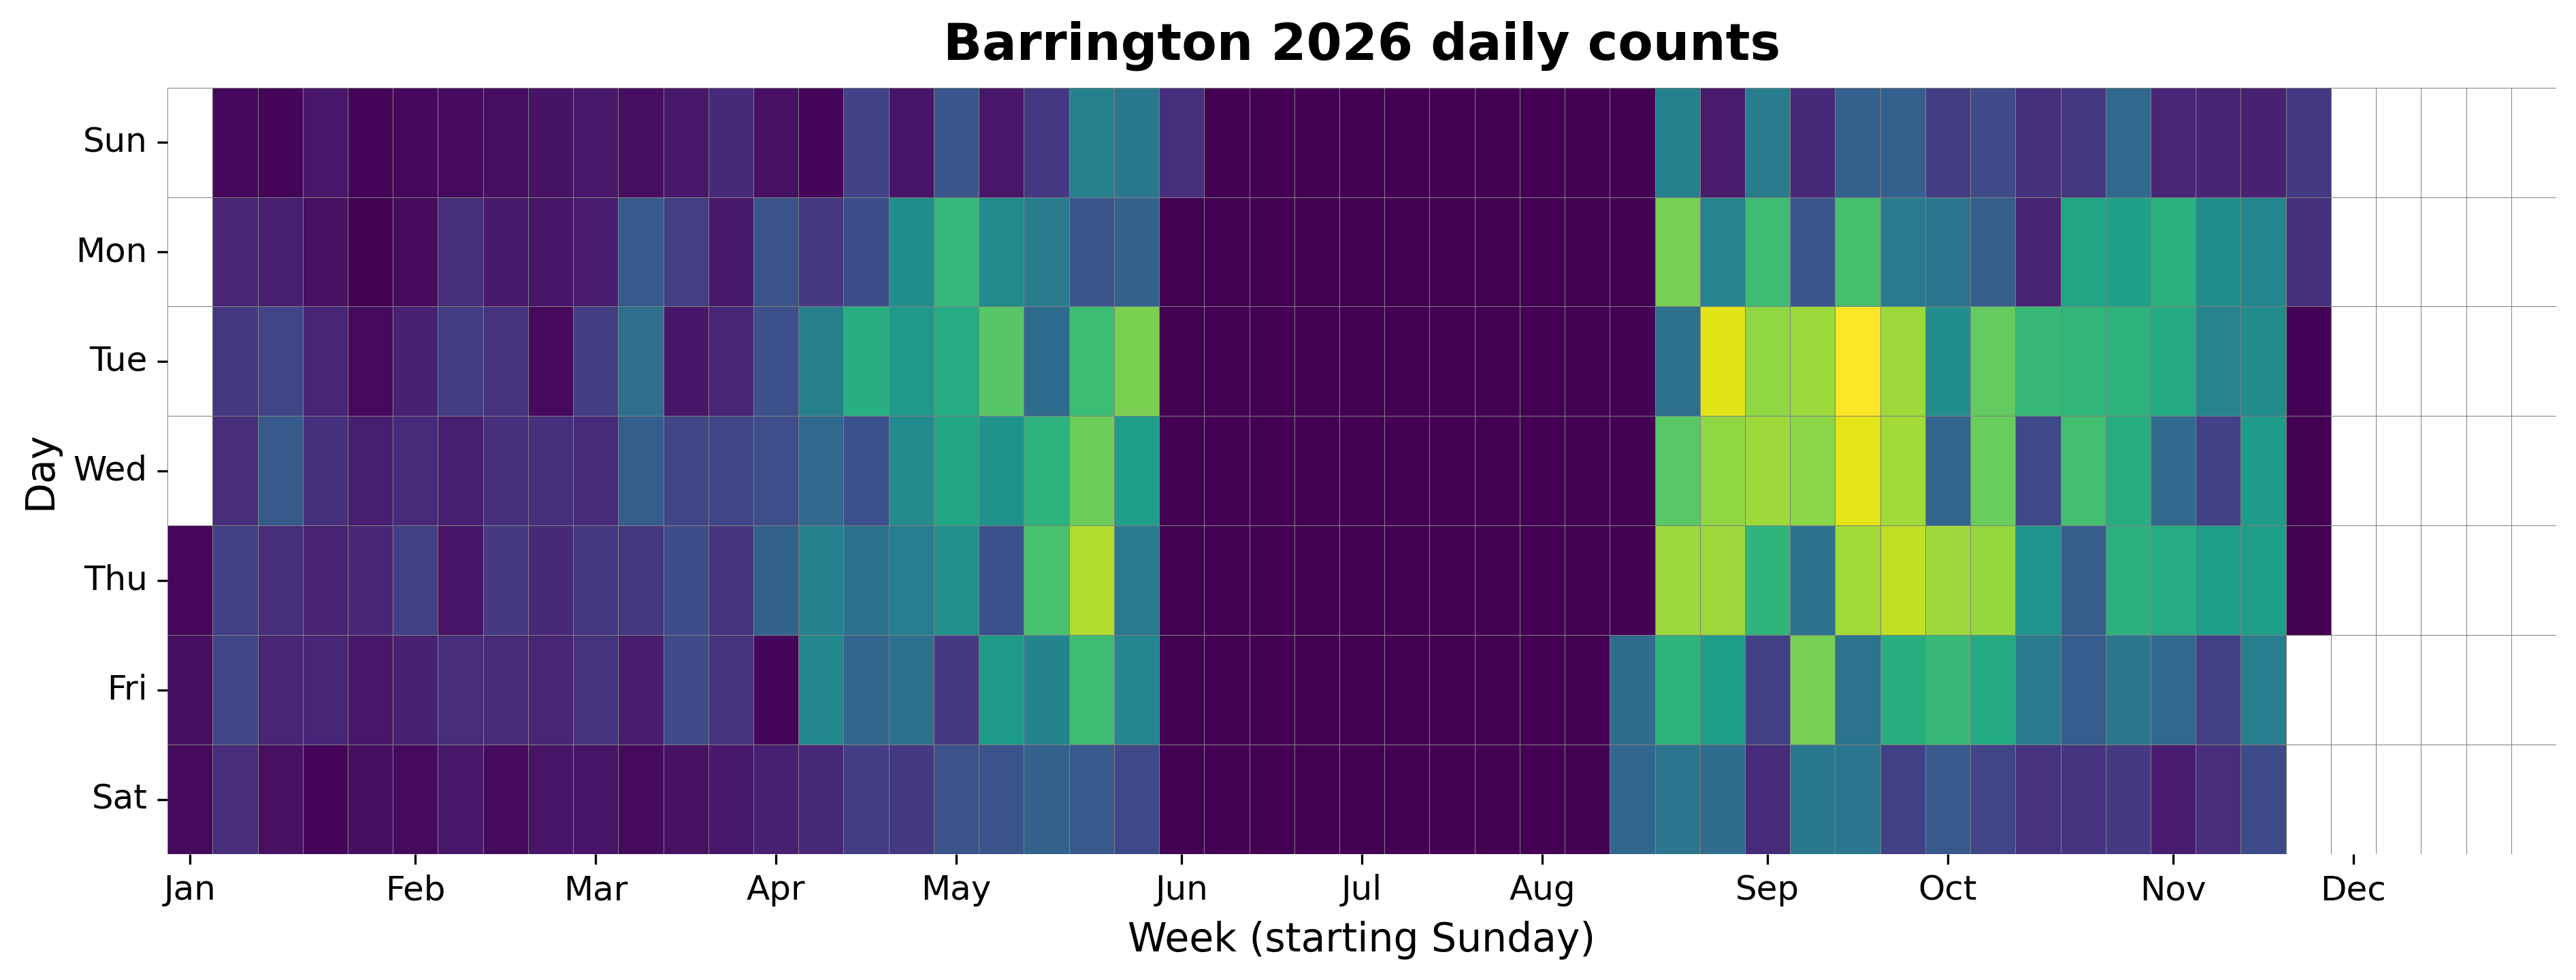 Barrington 2026 daily counts
Day
Sun
Mon
Tue
Wed
Thu
Fri
Sat
Jan Feb Mar Apr May Jun Jul Aug Sep Oct Nov Dec
Week (starting Sunday)